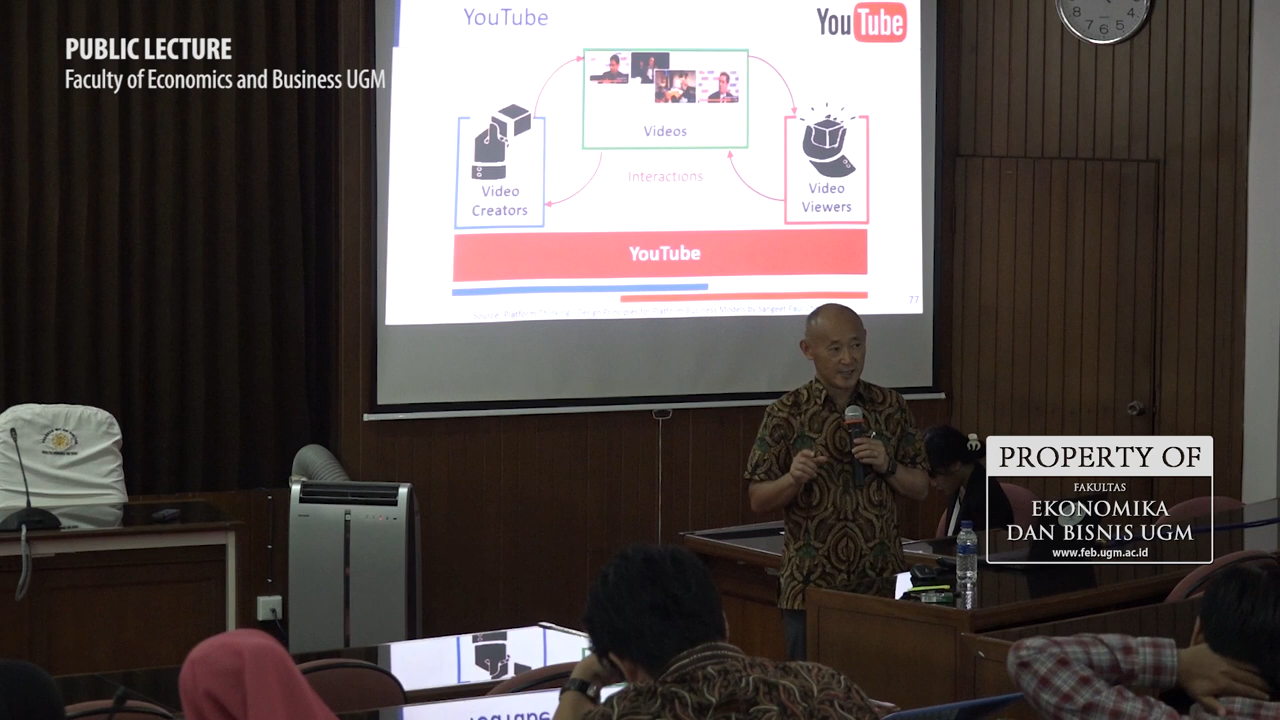 PUBLIC LECTURE
Faculty of Economics and Business UGM
YouTube
YouTube
Videos
Interactions
Video
Creators
Video
Viewers
YouTube
77
PROPERTY OF
FAKULTAS
EKONOMIKA
DAN BISNIS UGM
www.feb.ugm.ac.id